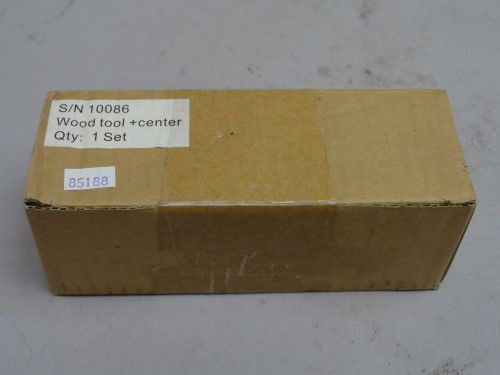 S/N 10086
Wood tool +center
Qty: 1 Set
85188